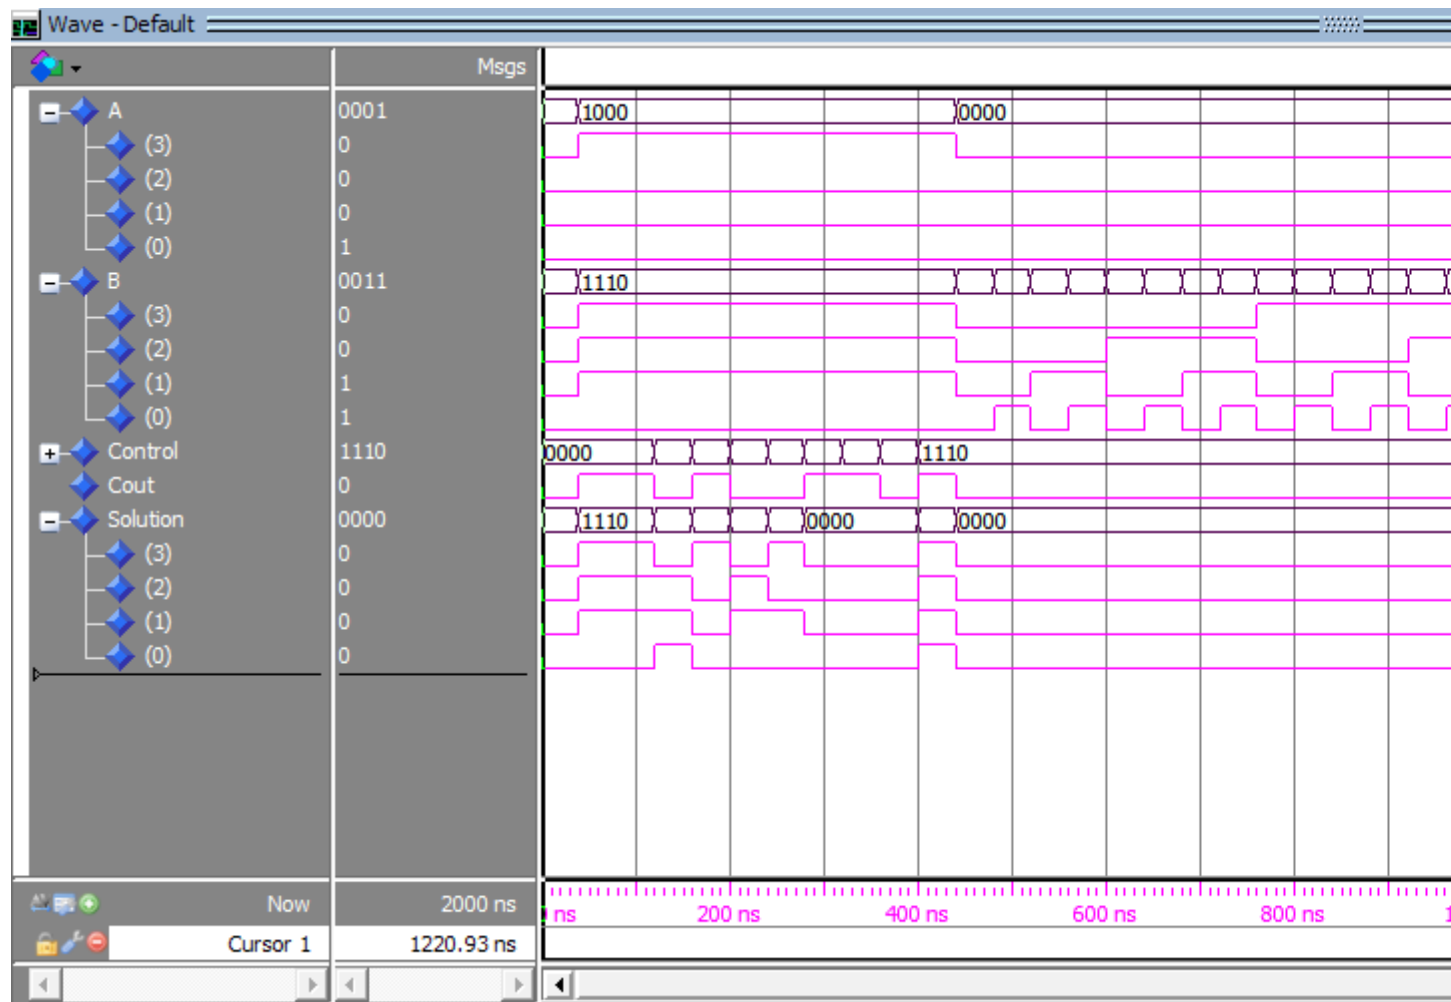 Wave - Default
Msgs
A 0001 1000 0000
(3) 0
(2) 0
(1) 0
(0) 1
B 0011 1110
(3) 0
(2) 0
(1) 1
(0) 1
Control 1110 0000 1110
Cout 0
Solution 0000 1110 0000 0000
(3) 0
(2) 0
(1) 0
(0) 0
Now 2000 ns
ns 200 ns 400 ns 600 ns 800 ns 1
Cursor 1 1220.93 ns